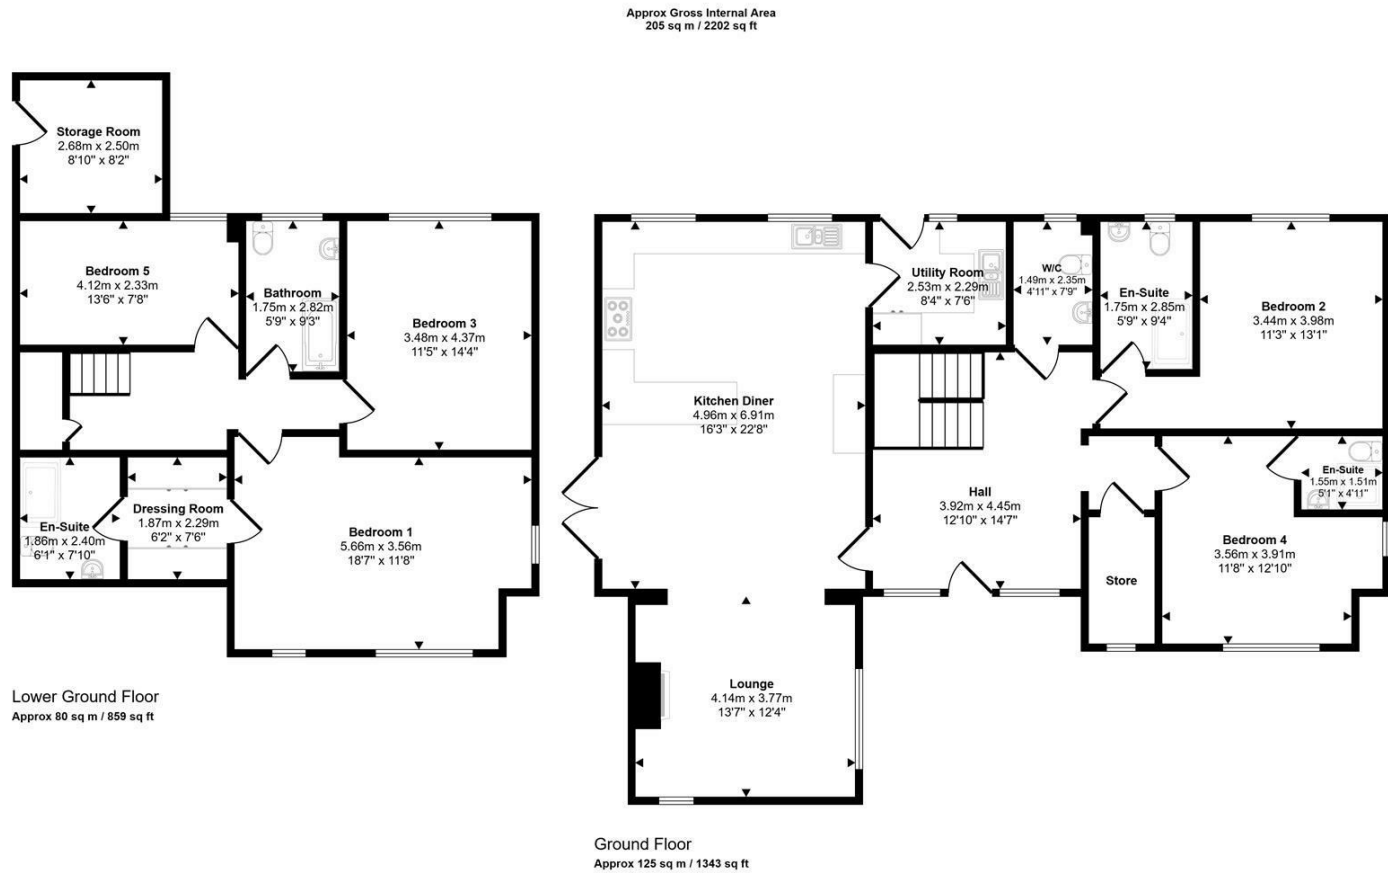 Approx Gross Internal Area
205 sq m / 2202 sq ft
Storage Room
2.68m x 2.50m
8'10" x 8'2"
Bedroom 5
4.12m x 2.33m
13'6" x 7'8"
Bathroom
1.75m x 2.82m
5'9" x 9'3"
Bedroom 3
3.48m x 4.37m
11'5" x 14'4"
En-Suite
1.86m x 2.40m
6'1" x 7'10"
Dressing Room
1.87m x 2.29m
6'2" x 7'6"
Bedroom 1
5.66m x 3.56m
18'7" x 11'8"
Lower Ground Floor
Approx 80 sq m / 859 sq ft
Kitchen Diner
4.96m x 6.91m
16'3" x 22'8"
Utility Room
2.53m x 2.29m
8'4" x 7'6"
W/C
1.49m x 2.35m
4'11" x 7'9"
En-Suite
1.75m x 2.85m
5'9" x 9'4"
Bedroom 2
3.44m x 3.98m
11'3" x 13'1"
Hall
3.92m x 4.45m
12'10" x 14'7"
En-Suite
1.55m x 1.51m
5'1" x 4'11"
Bedroom 4
3.56m x 3.91m
11'8" x 12'10"
Store
Lounge
4.14m x 3.77m
13'7" x 12'4"
Ground Floor
Approx 125 sq m / 1343 sq ft